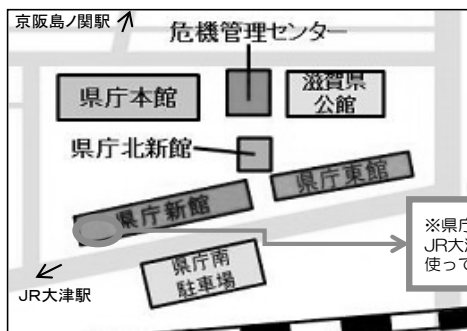 京阪島ノ関駅
危機管理センター
県庁本館
滋賀県
公館
県庁北新館
県庁東館
県庁新館
※県庁
JR大津
使って
県庁南
駐車場
JR大津駅